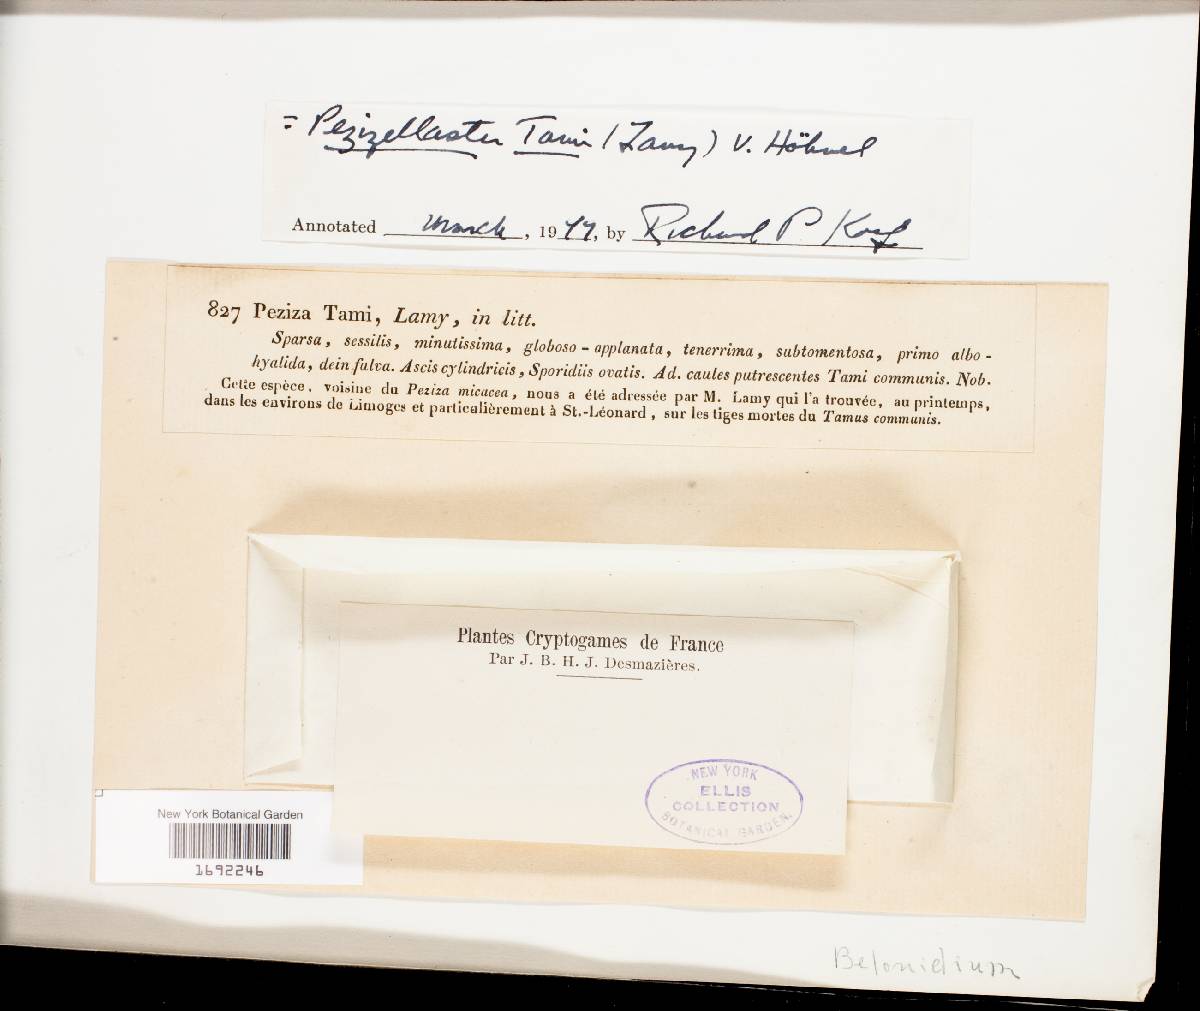 = Pezizellaster Tami (Lamy) v. Höhnel
Annotated March, 1977, by Richard P Korf
827 Peziza Tami, Lamy, in litt.
Sparsa, sessilis, minutissima, globoso-applanata, tenerrima, subtomentosa, primo albo-
hyalida, dein fulva. Ascis cylindricis, Sporidiis ovatis. Ad. caules putrescentes Tami communis. Nob.
Cette espèce, voisine du Peziza micacea, nous a été adressée par M. Lamy qui l'a trouvée, au printemps,
dans les environs de Limoges et particulièrement à St.-Léonard, sur les tiges mortes du Tamus communis.
Plantes Cryptogames de France
Par J. B. H. J. Desmazières.
NEW YORK
ELLIS
COLLECTION
BOTANICAL GARDEN.
New York Botanical Garden
1692246
Belonidium